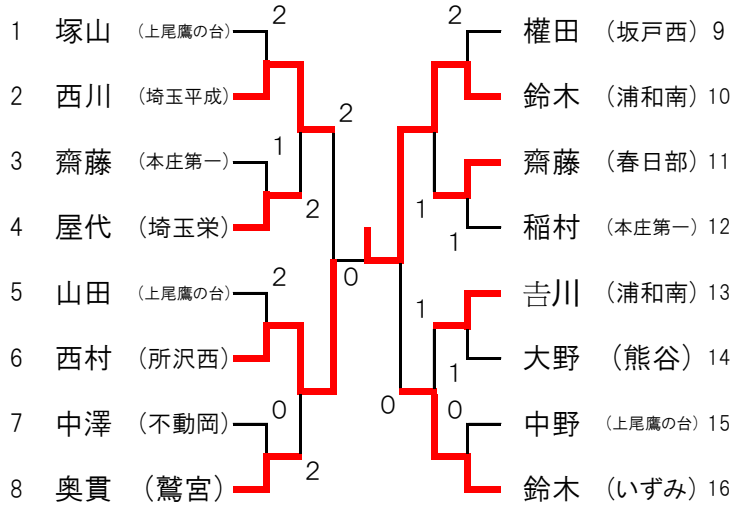 1 塚山 (上尾鷹の台) 2
2 西川 (埼玉平成) 2
3 齋藤 (本庄第一) 1
4 屋代 (埼玉栄) 2
0
5 山田 (上尾鷹の台) 2
6 西村 (所沢西)
7 中澤 (不動岡) 0
8 奥貫 (鷲宮) 2
2 權田 (坂戸西) 9
鈴木 (浦和南) 10
齋藤 (春日部) 11
1
1 稲村 (本庄第一) 12
1 𠮷川 (浦和南) 13
1 大野 (熊谷) 14
0
0 中野 (上尾鷹の台) 15
鈴木 (いずみ) 16